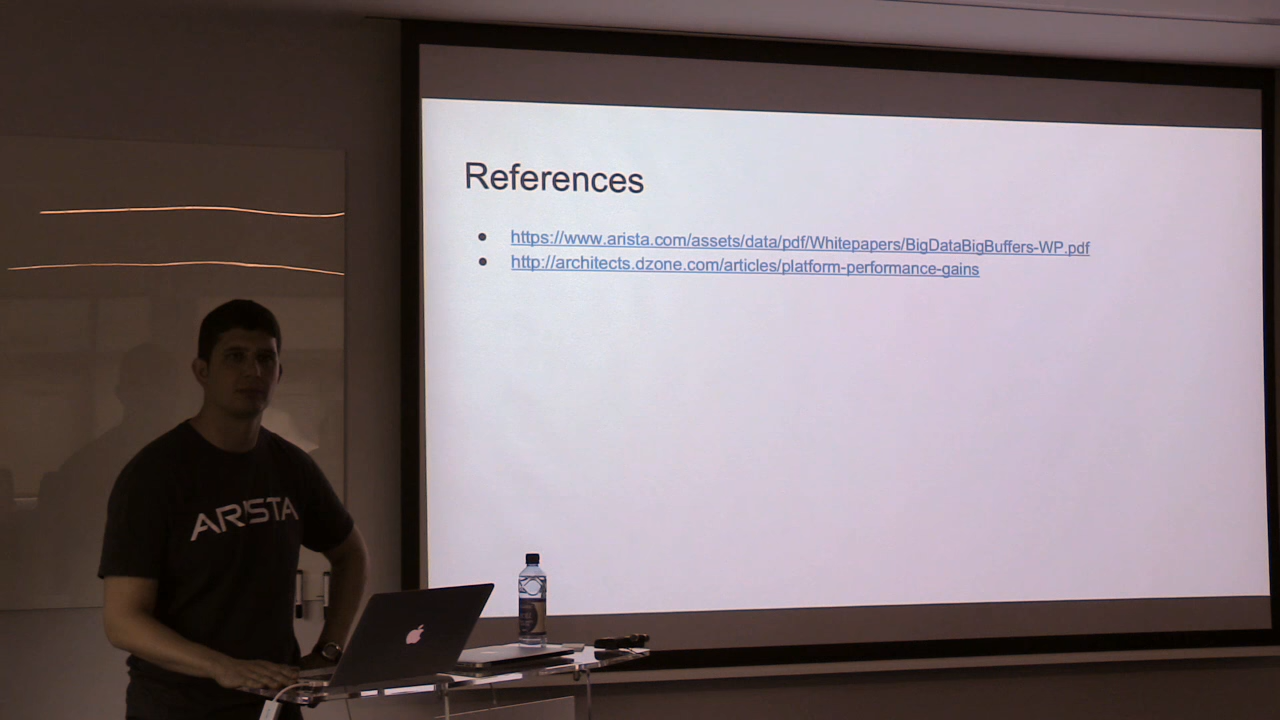 References
https://www.arista.com/assets/data/pdf/Whitepapers/BigDataBigBuffers-WP.pdf
http://architects.dzone.com/articles/platform-performance-gains
ARISTA